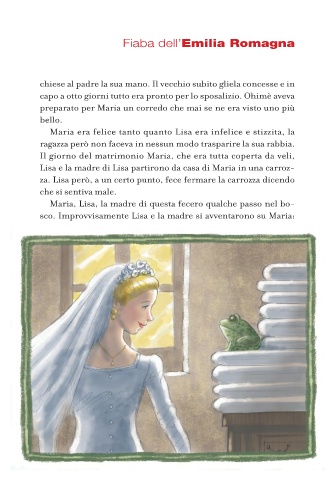 Fiaba dell'Emilia Romagna
chiese al padre la sua mano. Il vecchio subito gliela concesse e in
capo a otto giorni tutto era pronto per lo sposalizio. Ohimè aveva
preparato per Maria un corredo che mai se ne era visto uno più
bello.
Maria era felice tanto quanto Lisa era infelice e stizzita, la
ragazza però non faceva in nessun modo trasparire la sua rabbia.
Il giorno del matrimonio Maria, che era tutta coperta da veli,
Lisa e la madre di Lisa partirono da casa di Maria in una carroz-
za. Lisa però, a un certo punto, fece fermare la carrozza dicendo
che si sentiva male.
Maria, Lisa, la madre di questa fecero qualche passo nel bo-
sco. Improvvisamente Lisa e la madre si avventarono su Maria: